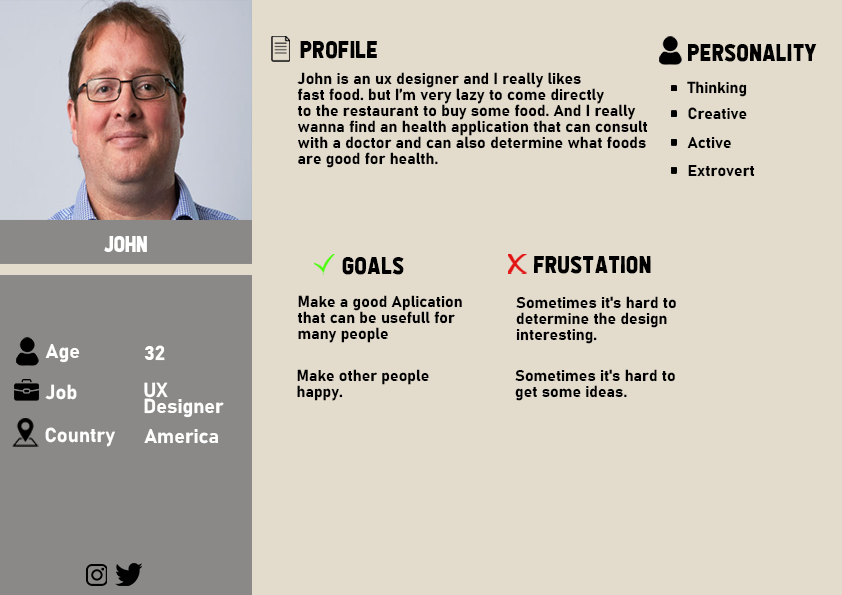 JOHN
Age 32
Job UX
Designer
Country America
PROFILE
John is an ux designer and I really likes
fast food. but I'm very lazy to come directly
to the restaurant to buy some food. And I really
wanna find an health application that can consult
with a doctor and can also determine what foods
are good for health.
PERSONALITY
Thinking
Creative
Active
Extrovert
GOALS
Make a good Aplication
that can be usefull for
many people
Make other people
happy.
FRUSTATION
Sometimes it's hard to
determine the design
interesting.
Sometimes it's hard to
get some ideas.